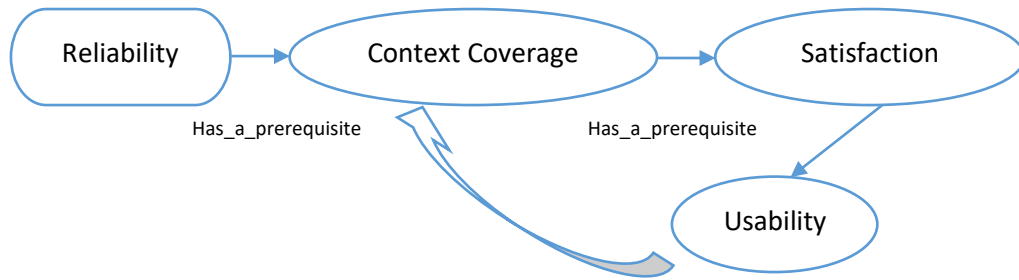 Reliability
Context Coverage
Satisfaction
Has_a_prerequisite
Has_a_prerequisite
Usability